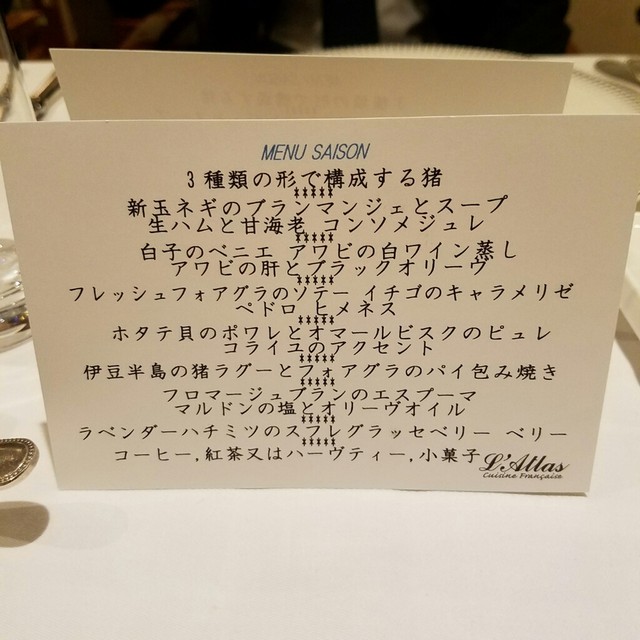 MENU SAISON
3種類の形で構成する猪
*****
新玉ネギのブランマンジェとスープ
生ハムと甘海老 コンソメジュレ
*****
白子のベニエ アワビの白ワイン蒸し
アワビの肝とブラックオリーヴ
*****
フレッシュフォアグラのソテー イチゴのキャラメリゼ
ペドロ ヒメネス
*****
ホタテ貝のポワレとオマールビスクのピュレ
コライユのアクセント
*****
伊豆半島の猪ラグーとフォアグラのパイ包み焼き
*****
フロマージュブランのエスプーマ
マルドンの塩とオリーヴオイル
*****
ラベンダーハチミツのスフレグラッセベリー ベリー
*****
コーヒー,紅茶又はハーヴティー,小菓子
L'Atlas
Cuisine Française